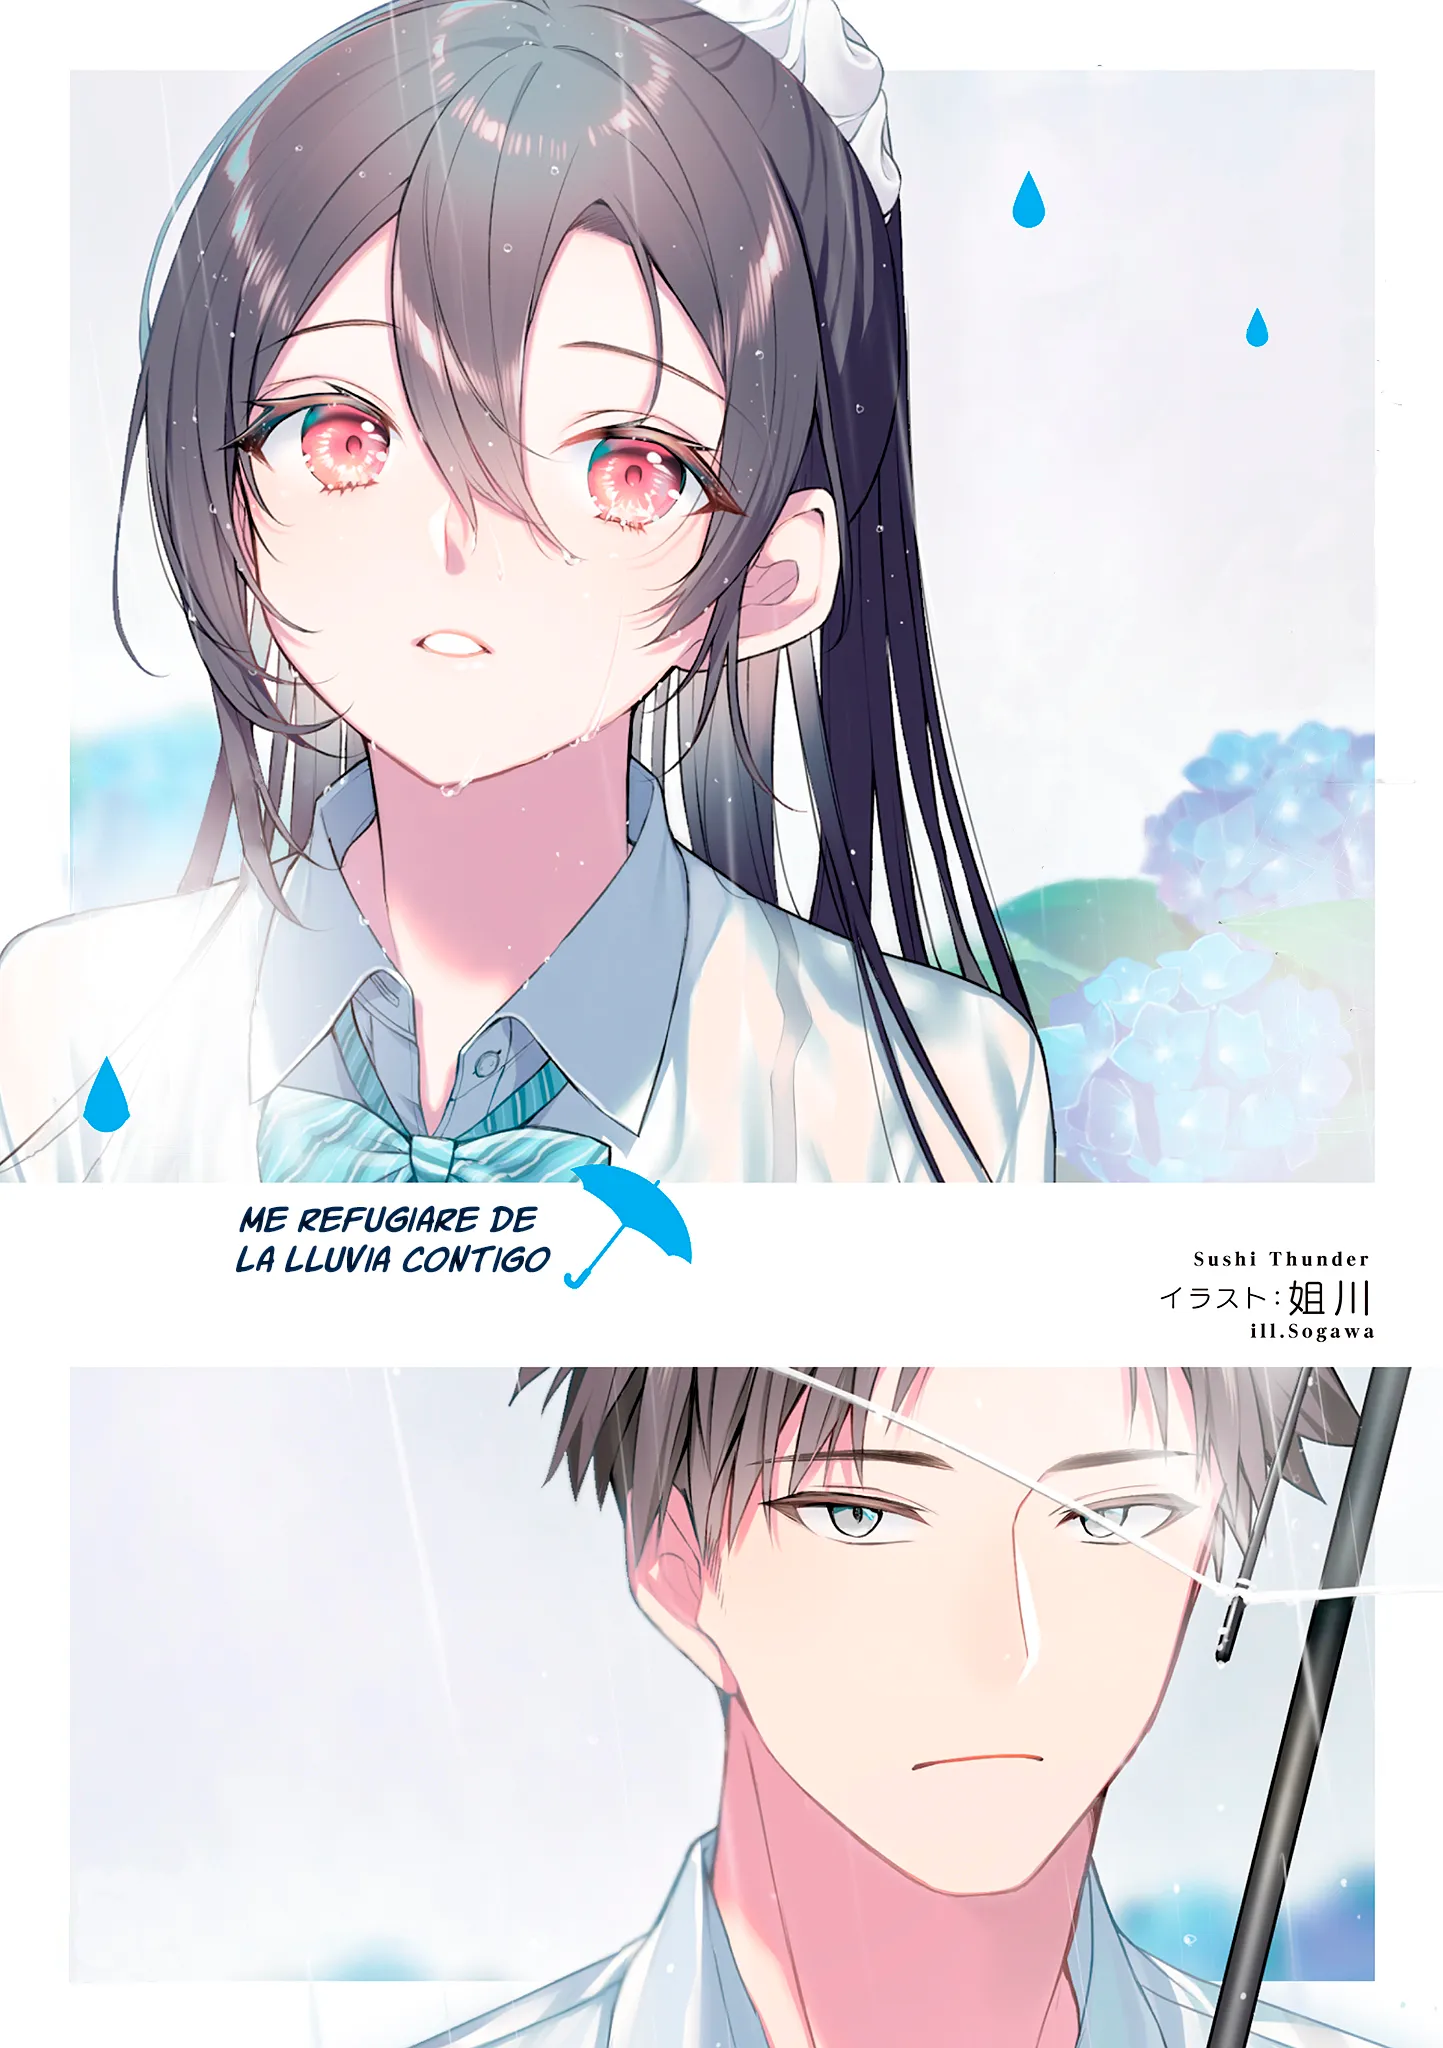 ME REFUGIARE DE
LA LLUVIA CONTIGO
Sushi Thunder
イラスト:姐川
ill.Sogawa